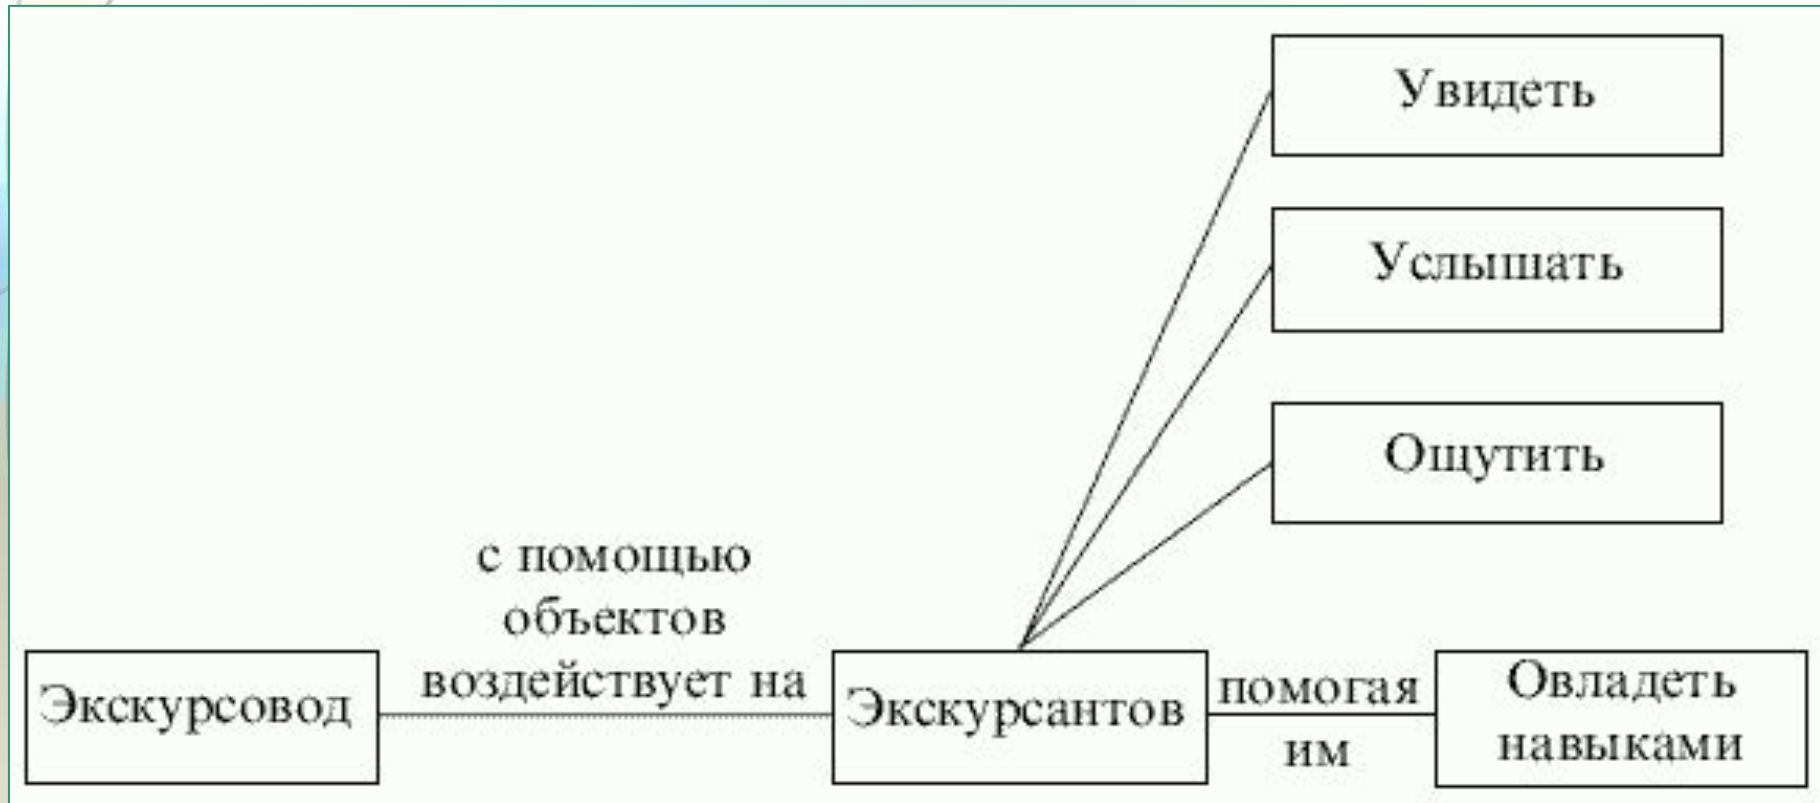 Увидеть
Услышать
Ощутить
с помощью
объектов
воздействует на
Экскурсовод
Экскурсантов
помогая
им
Овладеть
навыками